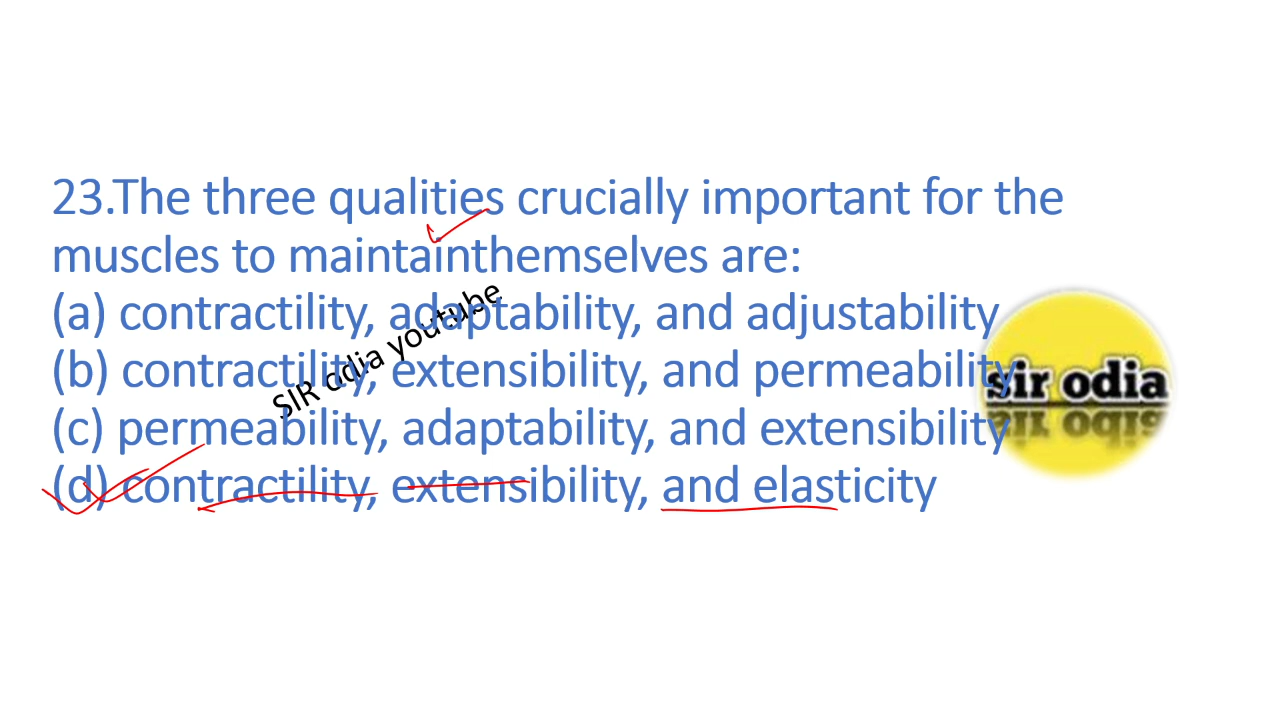 23.The three qualities crucially important for the
muscles to maintainthemselves are:
(a) contractility, adaptability, and adjustability
(b) contractility, extensibility, and permeability
(c) permeability, adaptability, and extensibility
(d) contractility, extensibility, and elasticity
SIR odia youtube
sir odia